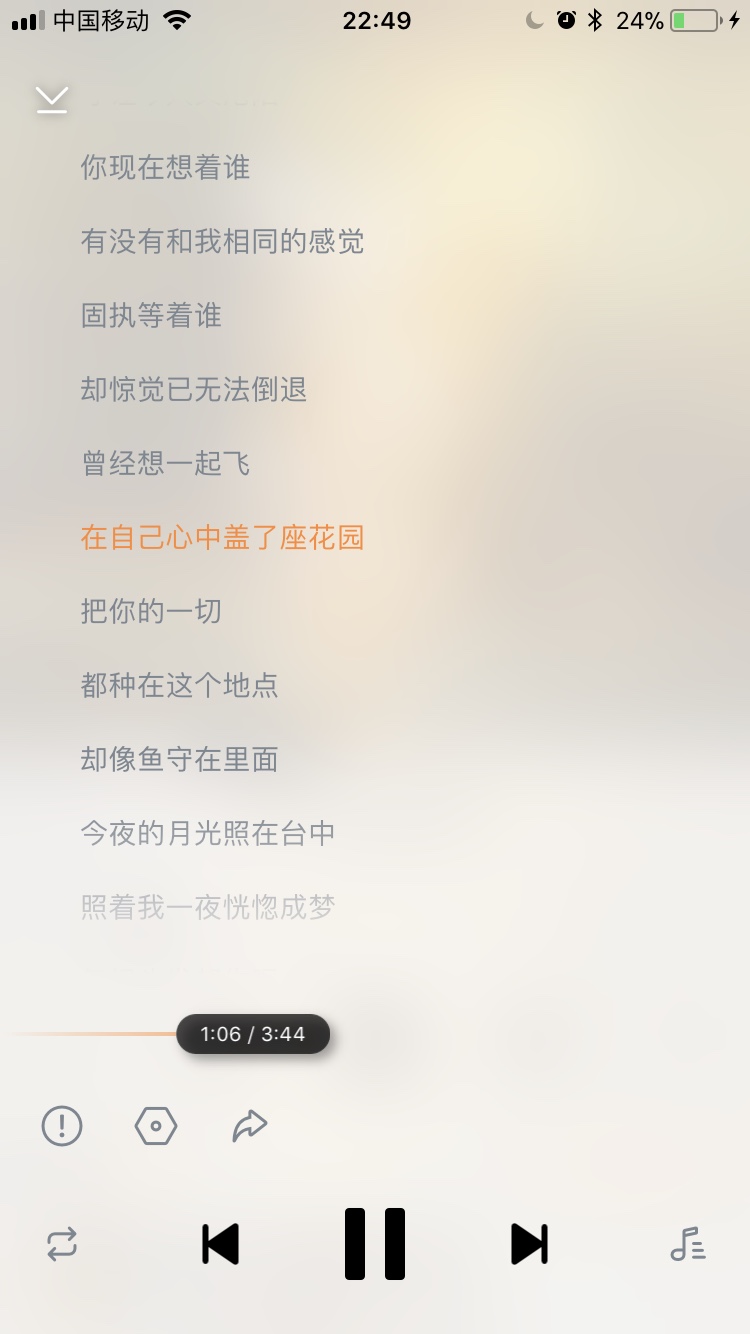 中国移动 22:49 24%
你现在想着谁
有没有和我相同的感觉
固执等着谁
却惊觉已无法倒退
曾经想一起飞
在自己心中盖了座花园
把你的一切
都种在这个地点
却像鱼守在里面
今夜的月光照在台中
照着我一夜恍惚成梦
1:06 / 3:44